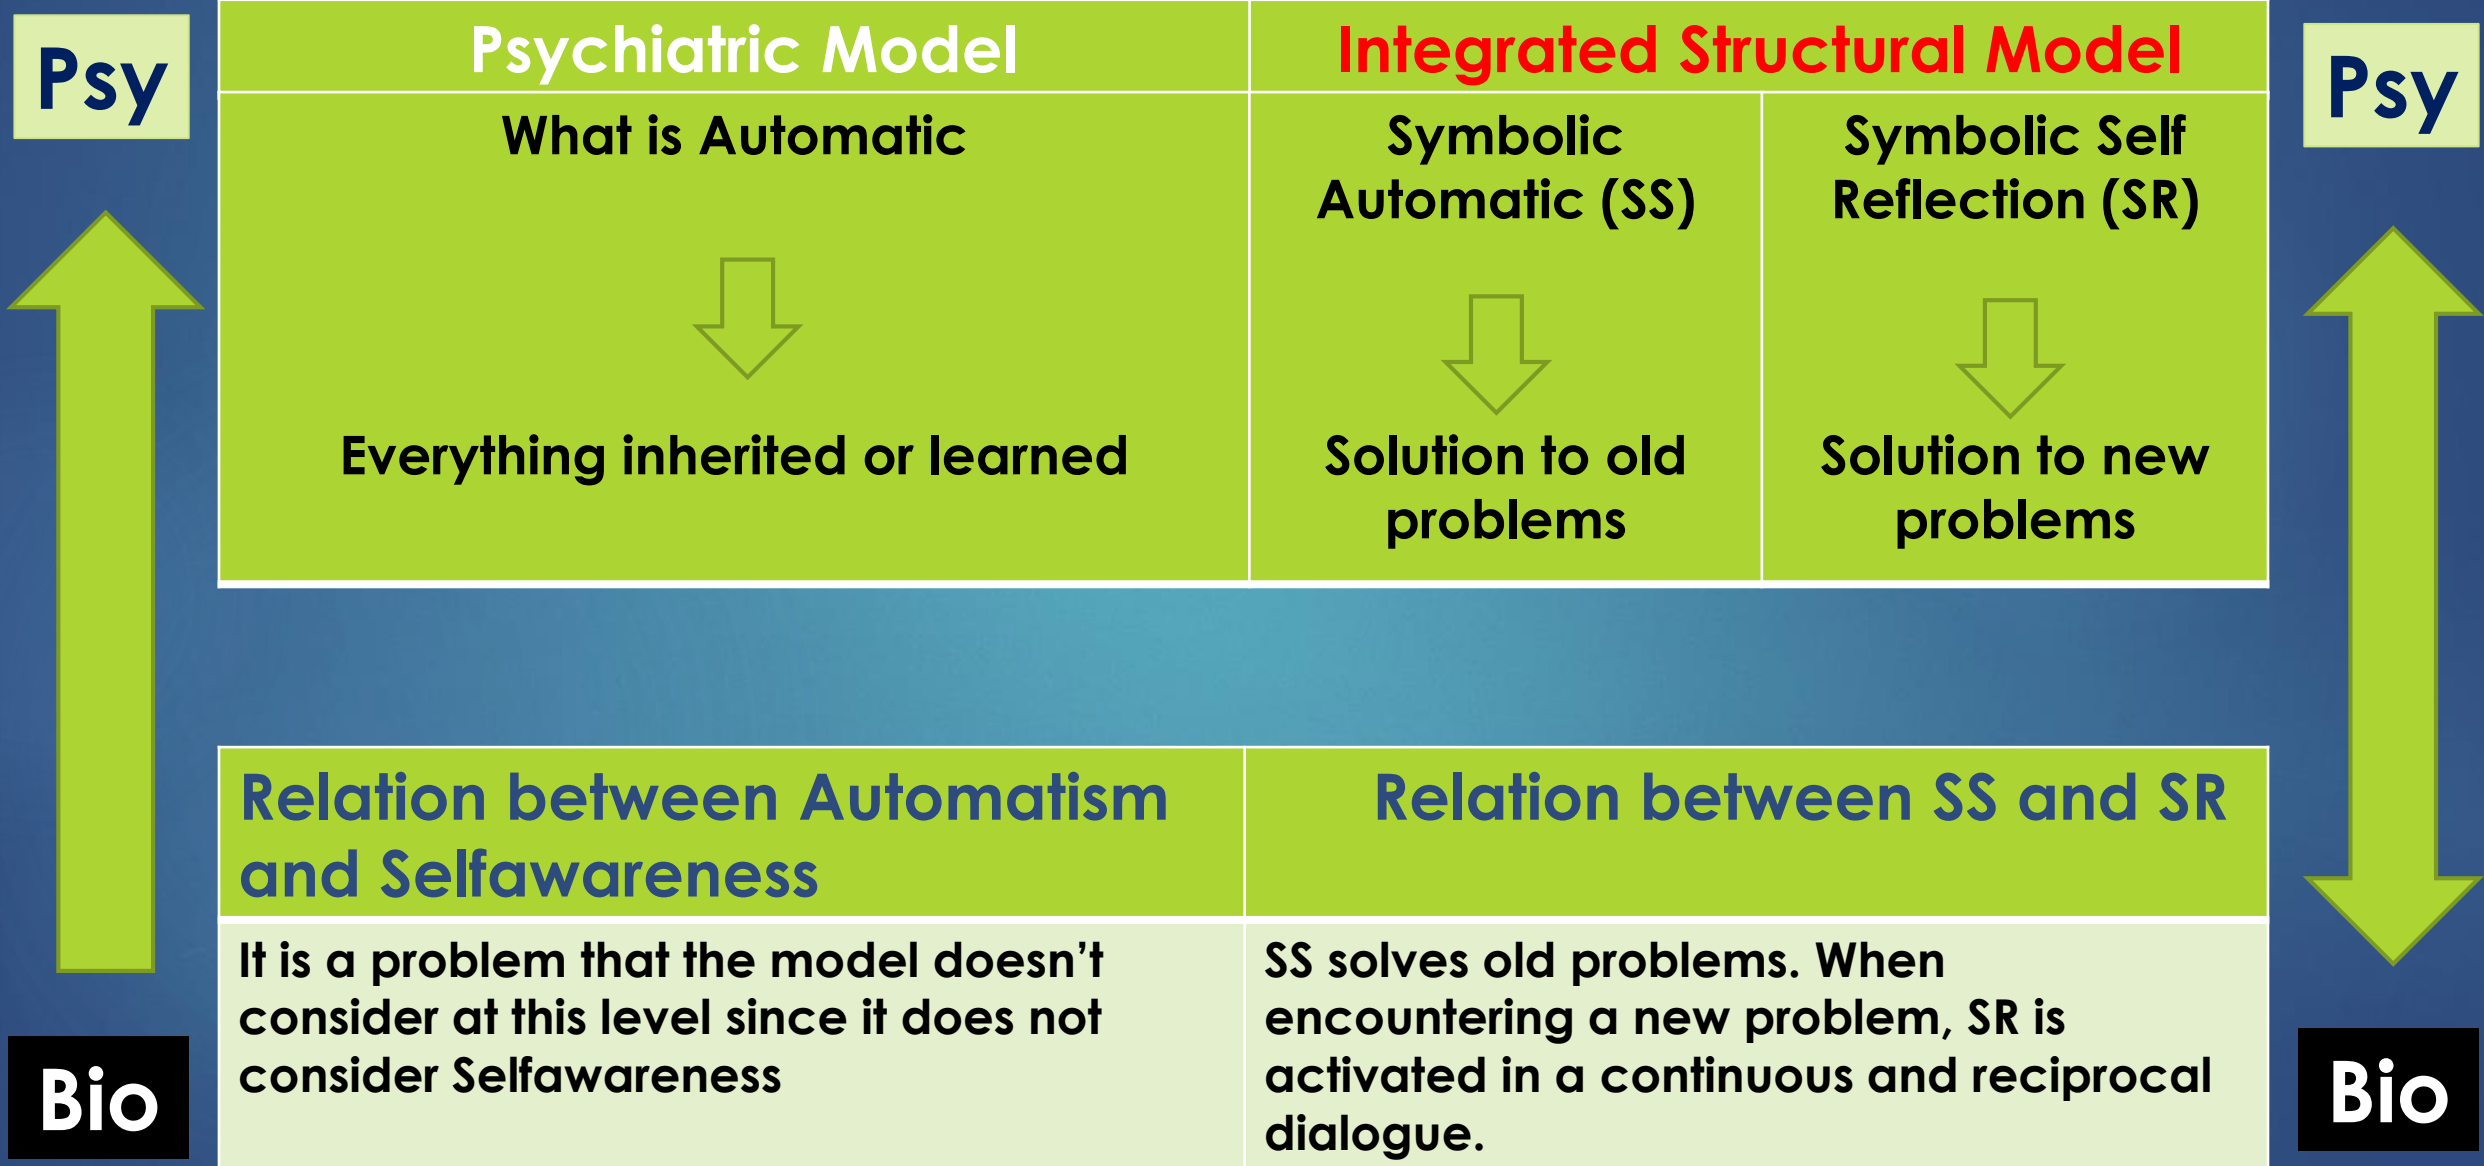 Psy
Psychiatric Model
Integrated Structural Model
Psy
What is Automatic
Everything inherited or learned
Symbolic
Automatic (SS)
Solution to old
problems
Symbolic Self
Reflection (SR)
Solution to new
problems
Relation between Automatism
and Selfawareness
Relation between SS and SR
It is a problem that the model doesn’t
consider at this level since it does not
consider Selfawareness
SS solves old problems. When
encountering a new problem, SR is
activated in a continuous and reciprocal
dialogue.
Bio
Bio